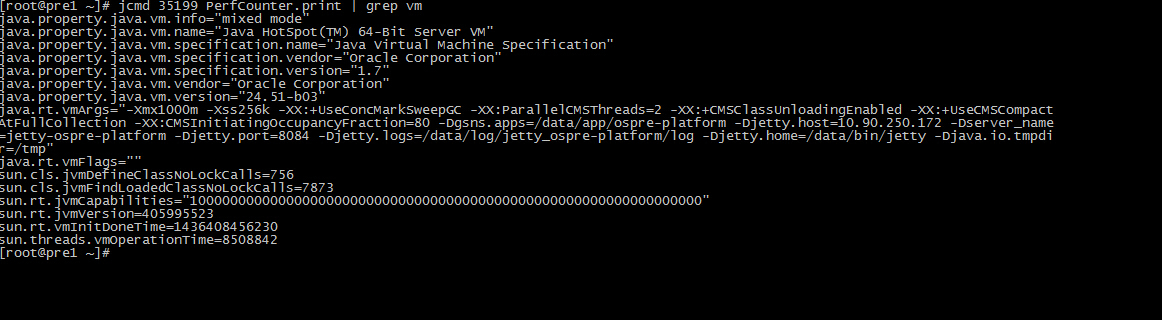 [root@pre1 ~]# jcmd 35199 PerfCounter.print | grep vm
java.property.java.vm.info="mixed mode"
java.property.java.vm.name="Java HotSpot(TM) 64-Bit Server VM"
java.property.java.vm.specification.name="Java Virtual Machine Specification"
java.property.java.vm.specification.vendor="Oracle Corporation"
java.property.java.vm.specification.version="1.7"
java.property.java.vm.vendor="Oracle Corporation"
java.property.java.vm.version="24.51-b03"
java.rt.vmArgs="-Xmx1000m -Xss256k -XX:+UseConcMarkSweepGC -XX:ParallelCMSThreads=2 -XX:+CMSClassUnloadingEnabled -XX:+UseCMSCompact
AtFullCollection -XX:CMSInitiatingOccupancyFraction=80 -Dgsns.apps=/data/app/ospre-platform -Djetty.host=10.90.250.172 -Dserver_name
=jetty-ospre-platform -Djetty.port=8084 -Djetty.logs=/data/log/jetty_ospre-platform/log -Djetty.home=/data/bin/jetty -Djava.io.tmpdi
r=/tmp"
java.rt.vmFlags=""
sun.cls.jvmDefineClassNoLockCalls=756
sun.cls.jvmFindLoadedClassNoLockCalls=7873
sun.rt.jvmCapabilities="1000000000000000000000000000000000000000000000000000000000000000"
sun.rt.jvmVersion=405995523
sun.rt.vmInitDoneTime=1436408456230
sun.threads.vmOperationTime=8508842
[root@pre1 ~]#